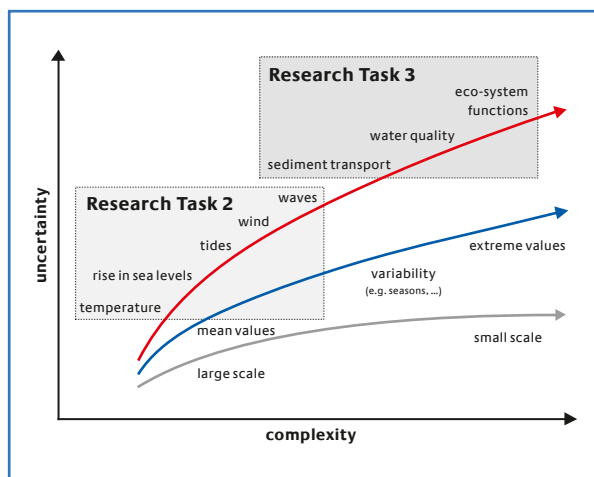 Research Task 3
eco-system
functions
water quality
sediment transport
Research Task 2
waves
wind
tides
rise in sea levels
temperature
extreme values
variability
(e.g. seasons, ...)
mean values
small scale
large scale
uncertainty
complexity